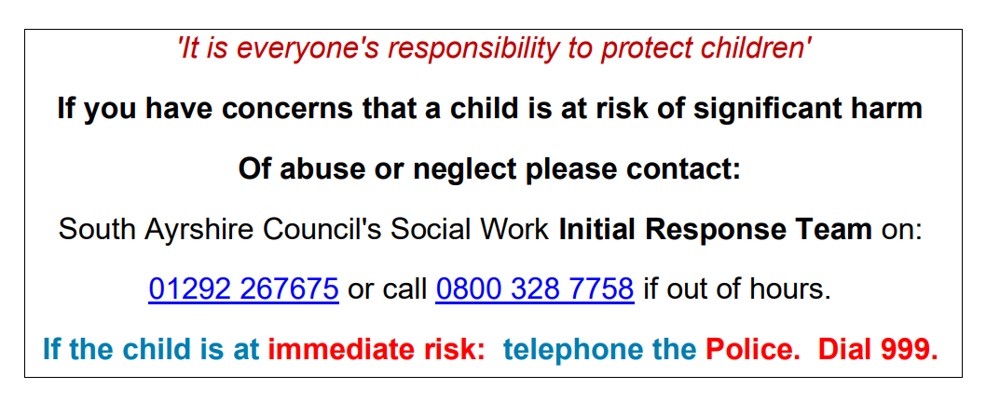 'It is everyone's responsibility to protect children'
If you have concerns that a child is at risk of significant harm
Of abuse or neglect please contact:
South Ayrshire Council's Social Work Initial Response Team on:
01292 267675 or call 0800 328 7758 if out of hours.
If the child is at immediate risk:  telephone the Police.  Dial 999.